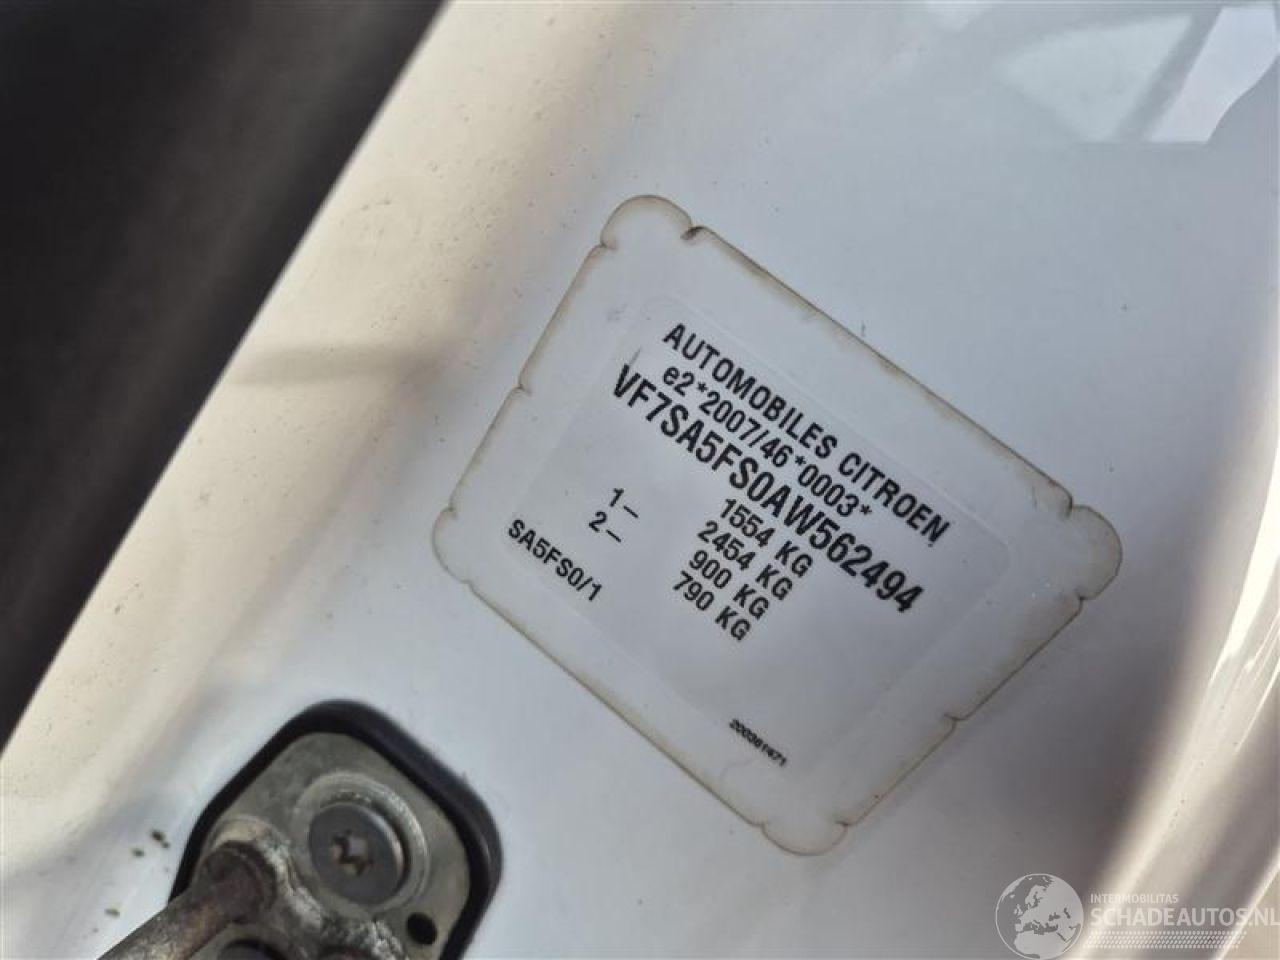 AUTOMOBILES CITROEN
e2*2007/46*0003*
VF7SA5FS0AW562494
1554 KG
2454 KG
1– 900 KG
2– 790 KG
SA5FS0/1
200361471
INTERMOBILITAS
SCHADEAUTOS.NL